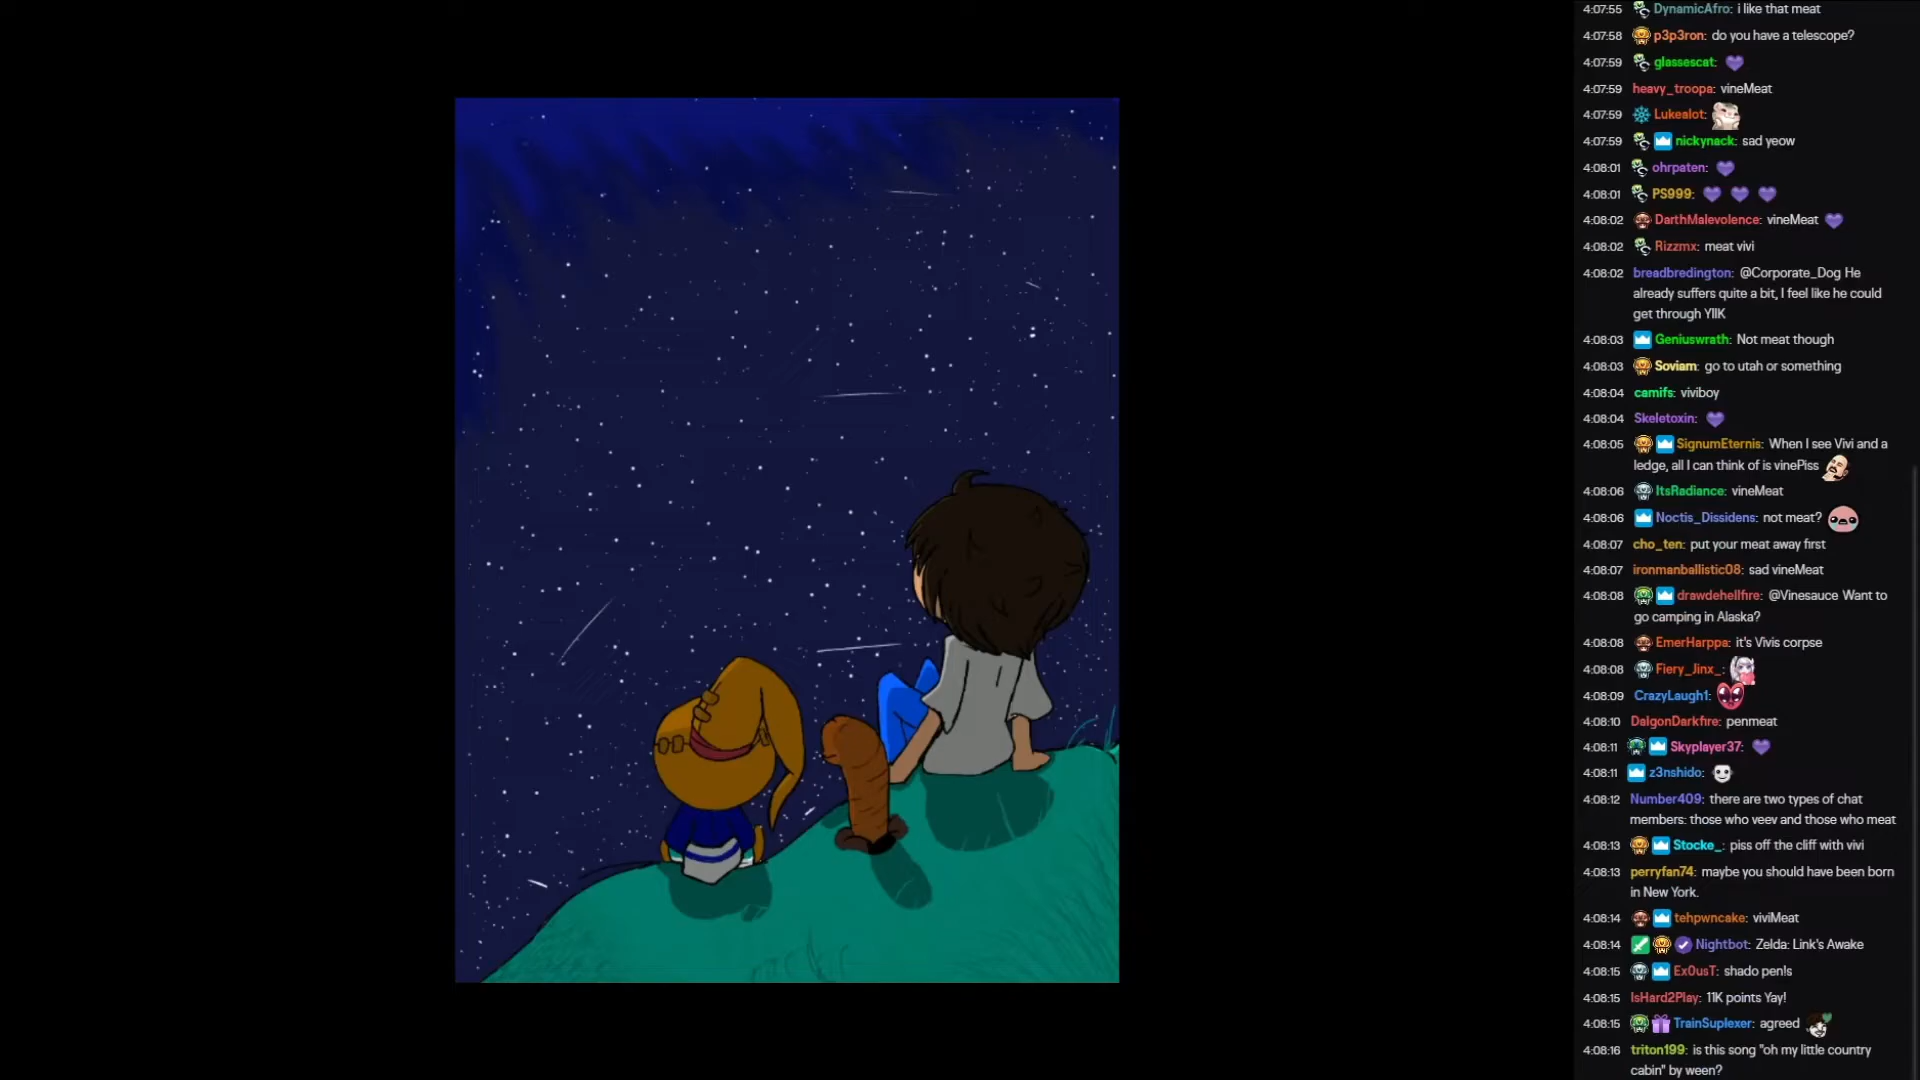 4:07:55 DynamicAfro: i like that meat
4:07:58 p3p3ron: do you have a telescope?
4:07:59 glassescat:
4:07:59 heavy_troopa: vineMeat
4:07:59 Lukealot:
4:07:59 nickynack: sad yeow
4:08:01 ohrpaten:
4:08:01 PS999:
4:08:02 DarthMalevolence: vineMeat
4:08:02 Rizzmx: meat vivi
4:08:02 breadbredington: @Corporate_Dog He
already suffers quite a bit, I feel like he could
get through YIIK
4:08:03 Geniuswrath: Not meat though
4:08:03 Soviam: go to utah or something
4:08:04 camifs: viviboy
4:08:04 Skeletoxin:
4:08:05 SignumEternis: When I see Vivi and a
ledge, all I can think of is vinePiss
4:08:06 ItsRadiance: vineMeat
4:08:06 Noctis_Dissidens: not meat?
4:08:07 cho_ten: put your meat away first
4:08:07 ironmanballistic08: sad vineMeat
4:08:08 drawdehellfire: @Vinesauce Want to
go camping in Alaska?
4:08:08 EmerHarppa: it's Vivis corpse
4:08:08 Fiery_Jinx_:
4:08:09 CrazyLaugh1:
4:08:10 DalgonDarkfire: penmeat
4:08:11 Skyplayer37:
4:08:11 z3nshido:
4:08:12 Number409: there are two types of chat
members: those who veev and those who meat
4:08:13 Stocke_: piss off the cliff with vivi
4:08:13 perryfan74: maybe you should have been born
in New York.
4:08:14 tehpwncake: viviMeat
4:08:14 Nightbot: Zelda: Link's Awake
4:08:15 Ex0usT: shado pen!s
4:08:15 IsHard2Play: 11K points Yay!
4:08:15 TrainSuplexer: agreed
4:08:16 triton199: is this song "oh my little country
cabin" by ween?